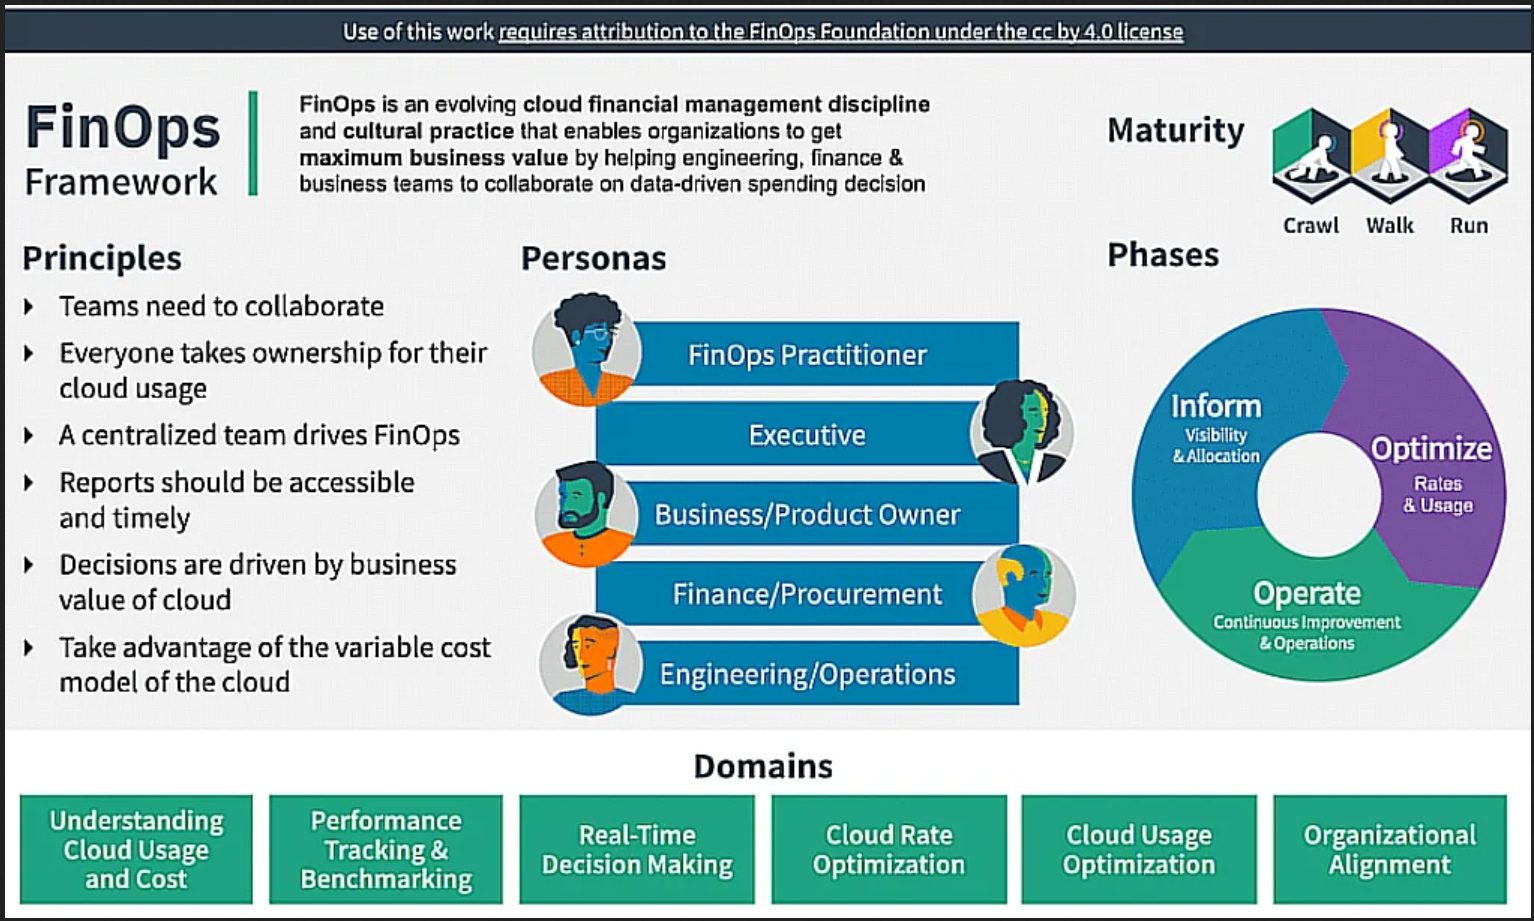 Use of this work requires attribution to the FinOps Foundation under the cc by 4.0 license
FinOps
Framework
FinOps is an evolving cloud financial management discipline
and cultural practice that enables organizations to get
maximum business value by helping engineering, finance &
business teams to collaborate on data-driven spending decision
Maturity
Crawl
Walk
Run
Principles
Teams need to collaborate
Everyone takes ownership for their
cloud usage
A centralized team drives FinOps
Reports should be accessible
and timely
Decisions are driven by business
value of cloud
Take advantage of the variable cost
model of the cloud
Personas
FinOps Practitioner
Executive
Business/Product Owner
Finance/Procurement
Engineering/Operations
Phases
Inform
Visibility
& Allocation
Optimize
Rates
& Usage
Operate
Continuous Improvement
& Operations
Domains
Understanding
Cloud Usage
and Cost
Performance
Tracking &
Benchmarking
Real-Time
Decision Making
Cloud Rate
Optimization
Cloud Usage
Optimization
Organizational
Alignment